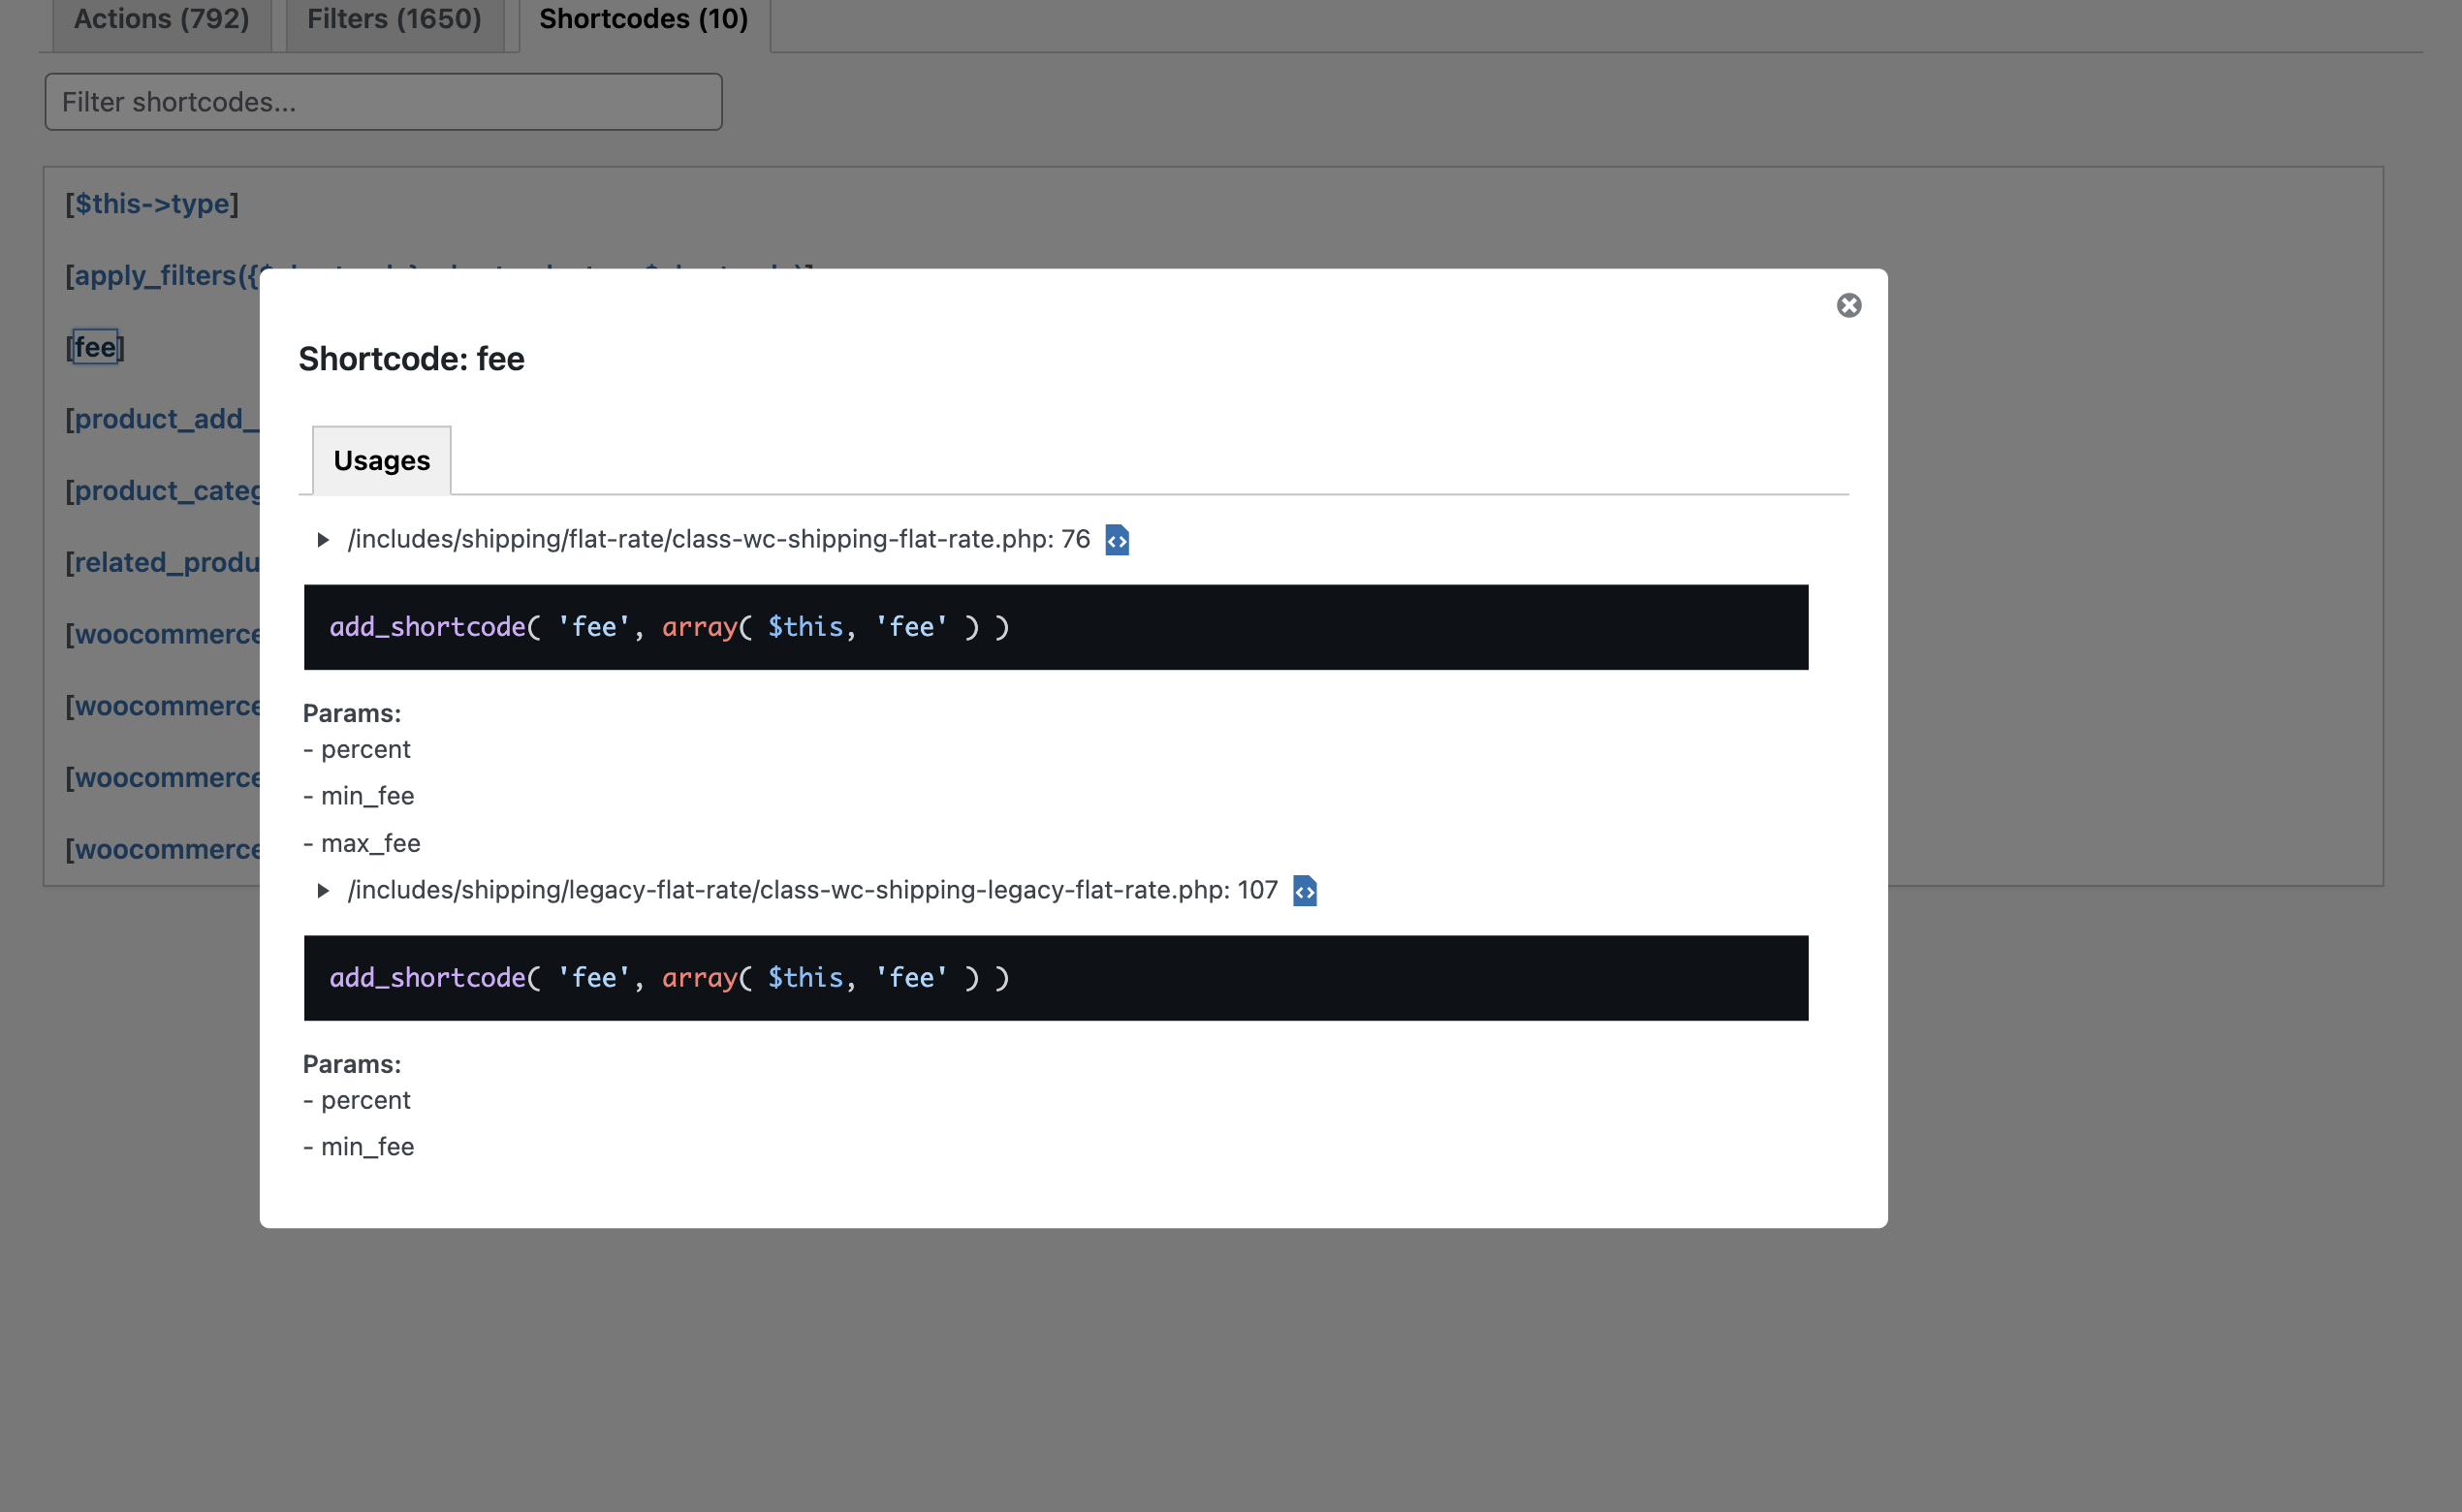 Actions (792) Filters (1650) Shortcodes (10)
Filter shortcodes...
[$this->type]
[apply_filters({
[fee]
[product_add_
[product_categ
[related_produ
[woocommerce
[woocommerce
[woocommerce
[woocommerce
Shortcode: fee
Usages
/includes/shipping/flat-rate/class-wc-shipping-flat-rate.php: 76
add_shortcode( 'fee', array( $this, 'fee' ) )
Params:
- percent
- min_fee
- max_fee
/includes/shipping/legacy-flat-rate/class-wc-shipping-legacy-flat-rate.php: 107
add_shortcode( 'fee', array( $this, 'fee' ) )
Params:
- percent
- min_fee